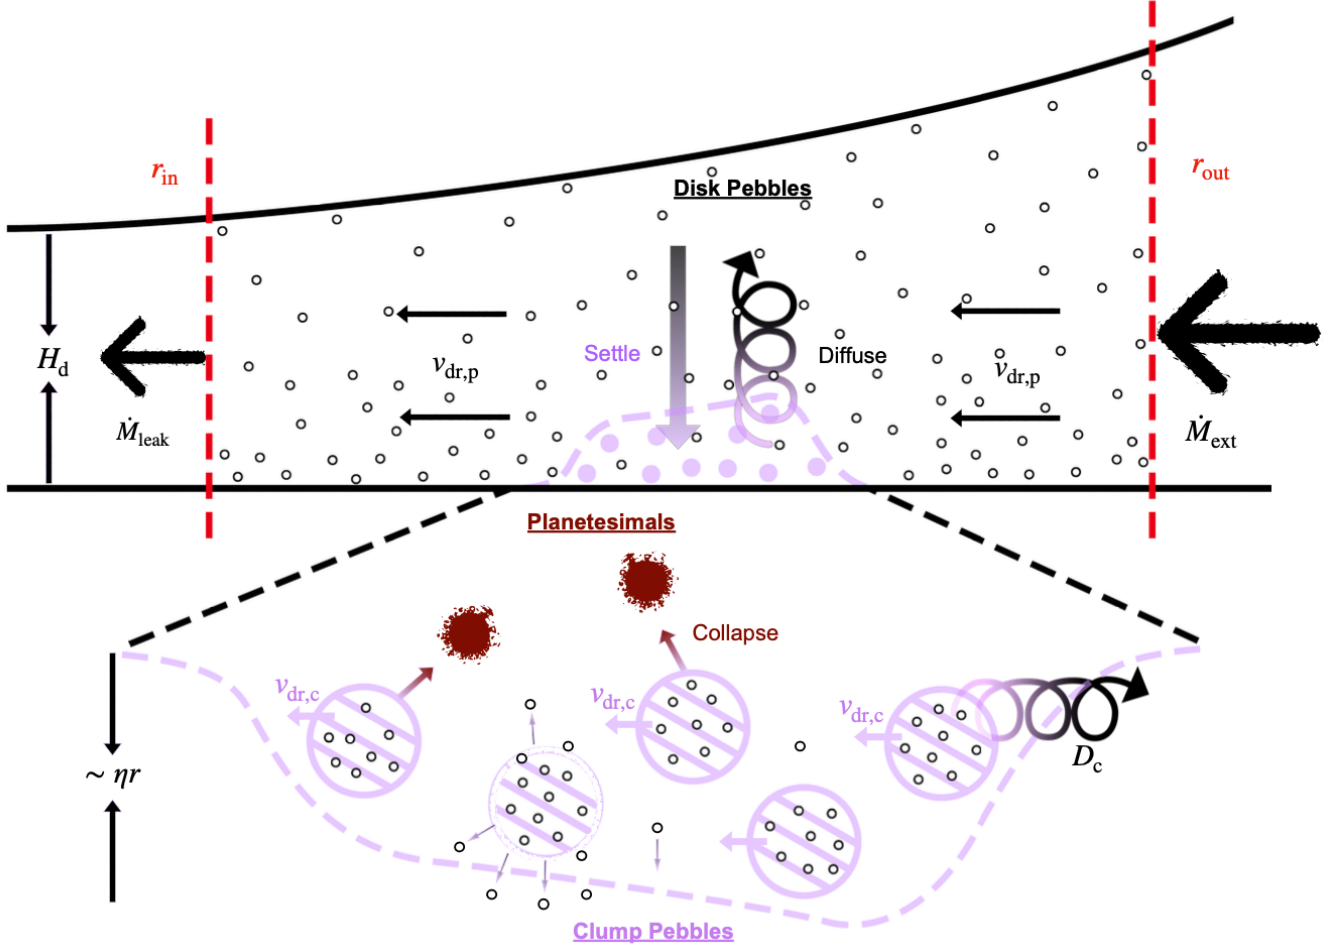 r_in
r_out
Disk Pebbles
H_d
Settle
Diffuse
v_dr,p
v_dr,p
Ṁ_leak
Ṁ_ext
Planetesimals
Collapse
v_dr,c
v_dr,c
v_dr,c
D_c
~ ηr
Clump Pebbles